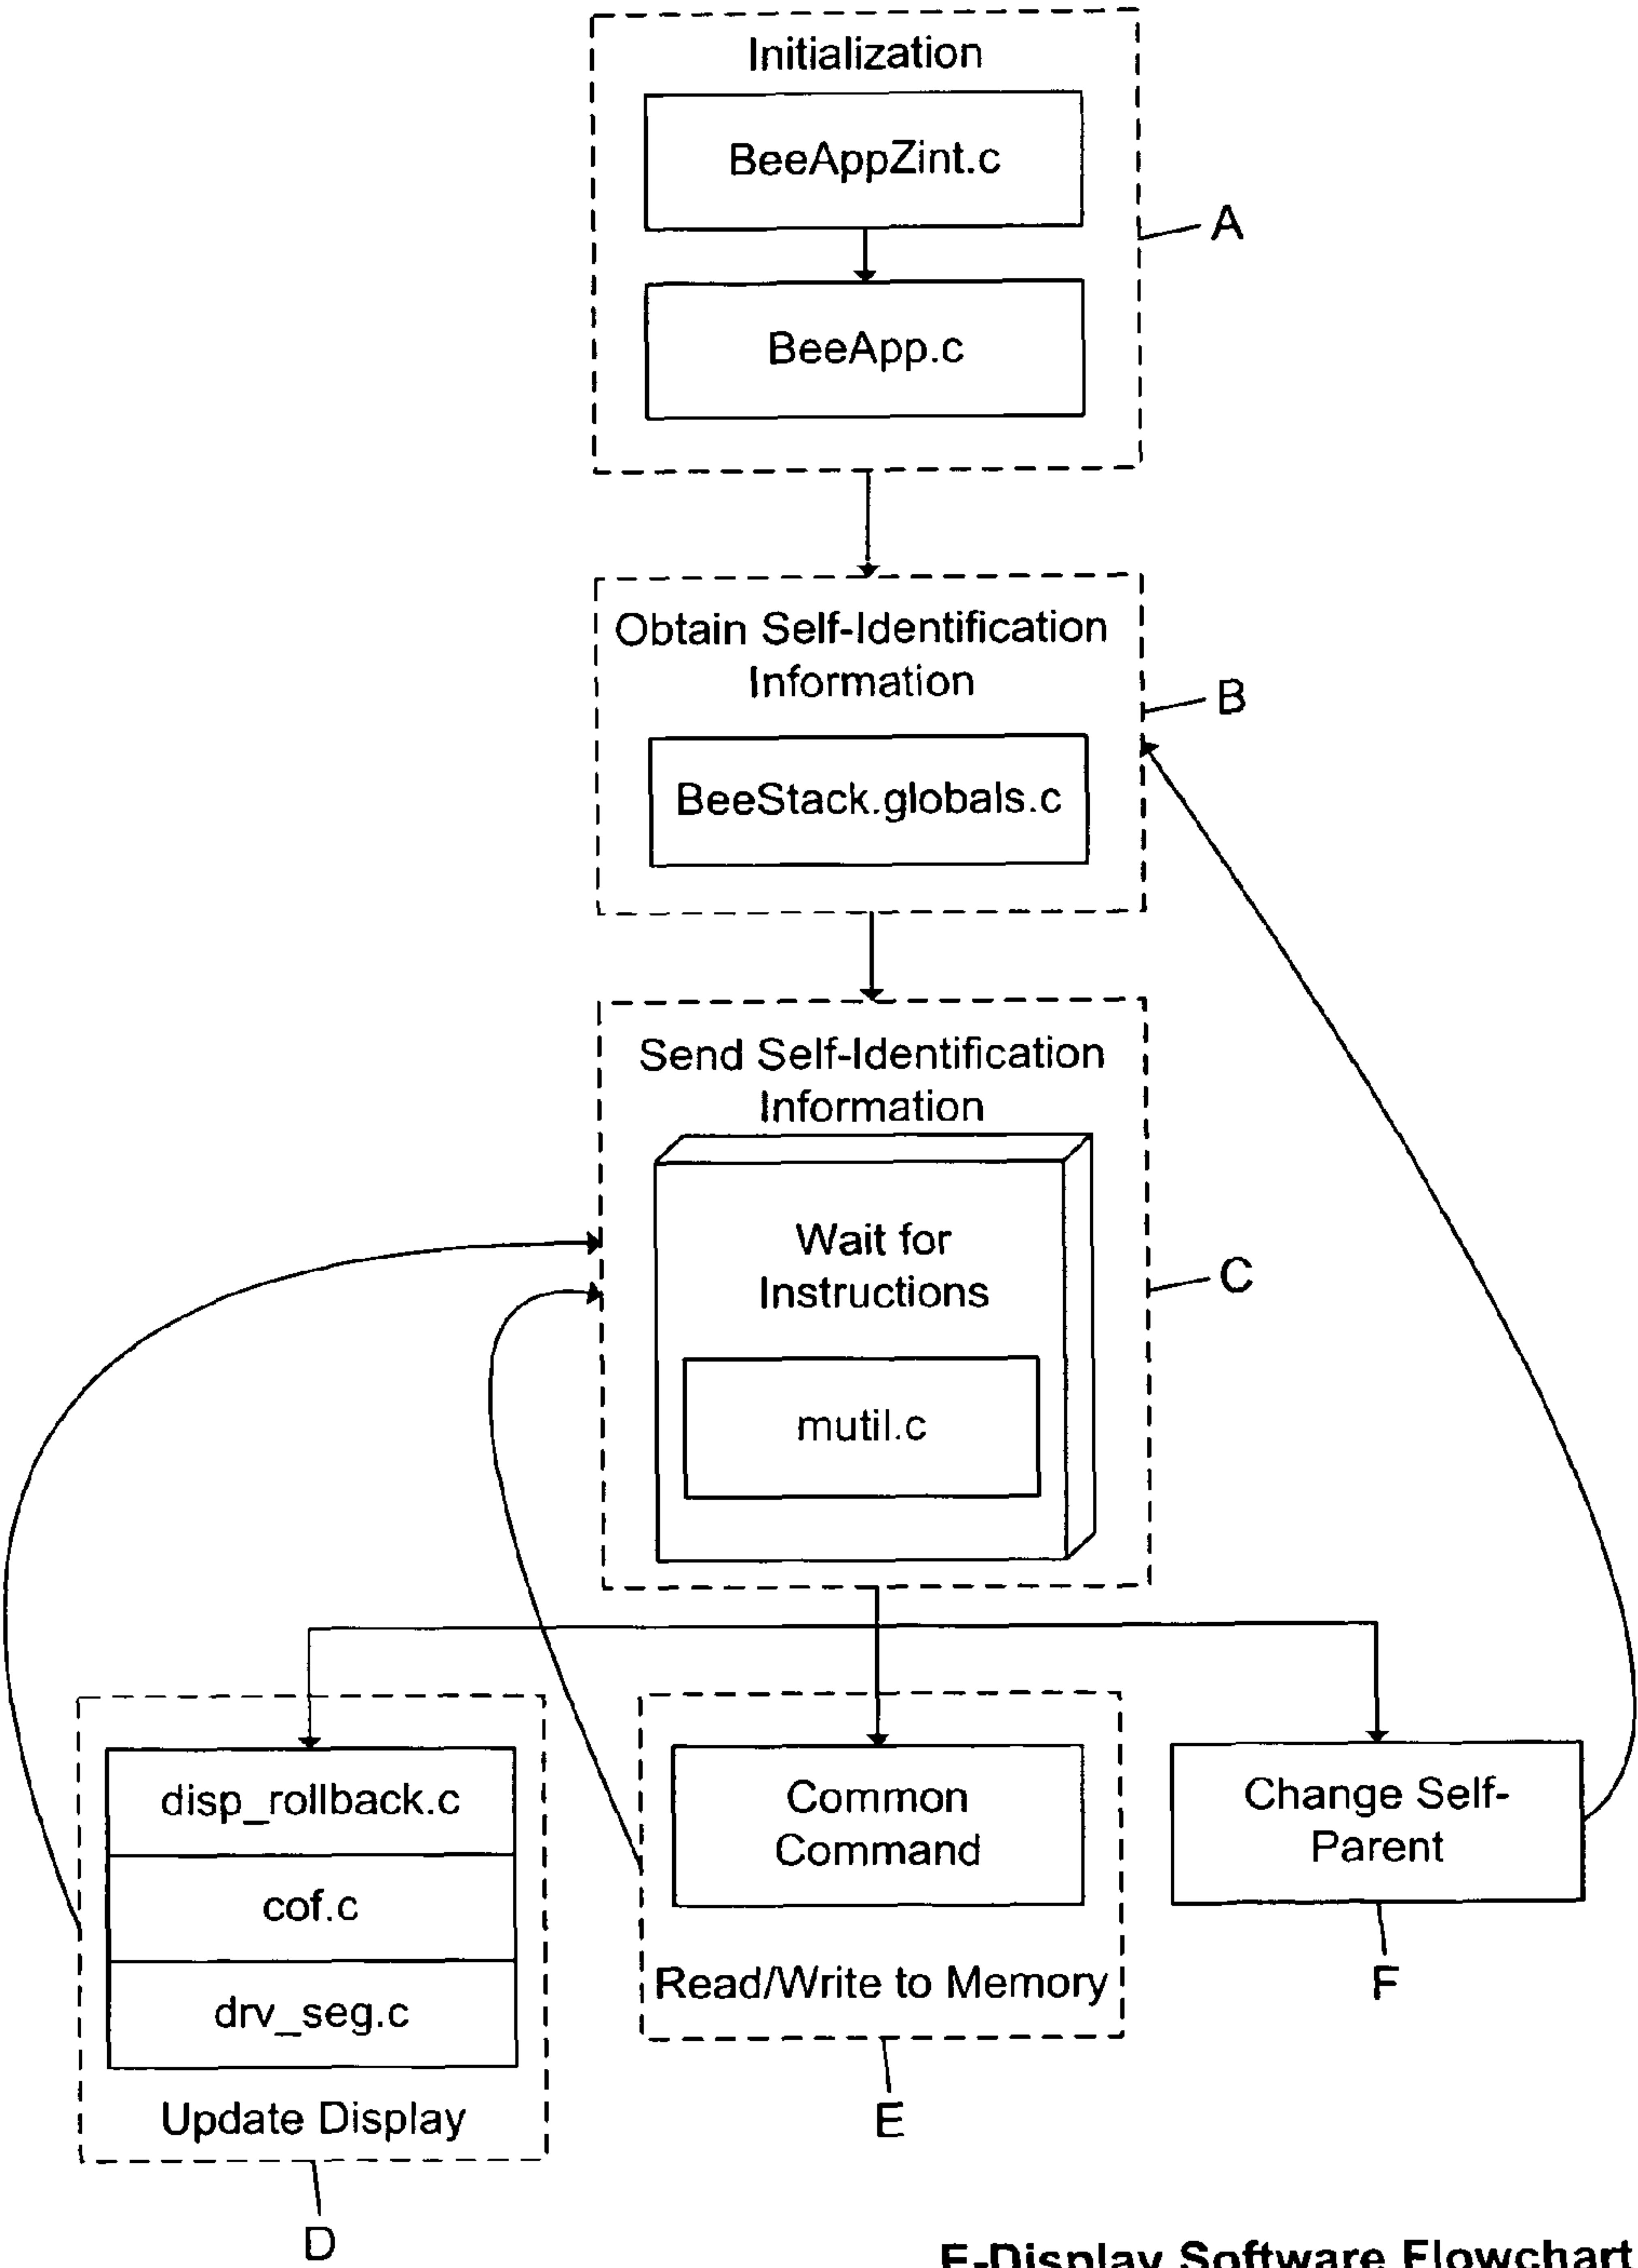 Initialization
BeeAppZint.c
A
BeeApp.c
Obtain Self-Identification
Information
B
BeeStack.globals.c
Send Self-Identification
Information
Wait for
Instructions
C
mutil.c
disp_rollback.c
cof.c
drv_seg.c
Update Display
D
Common
Command
Read/Write to Memory
E
Change Self-
Parent
F
E-Display Software Flowchart